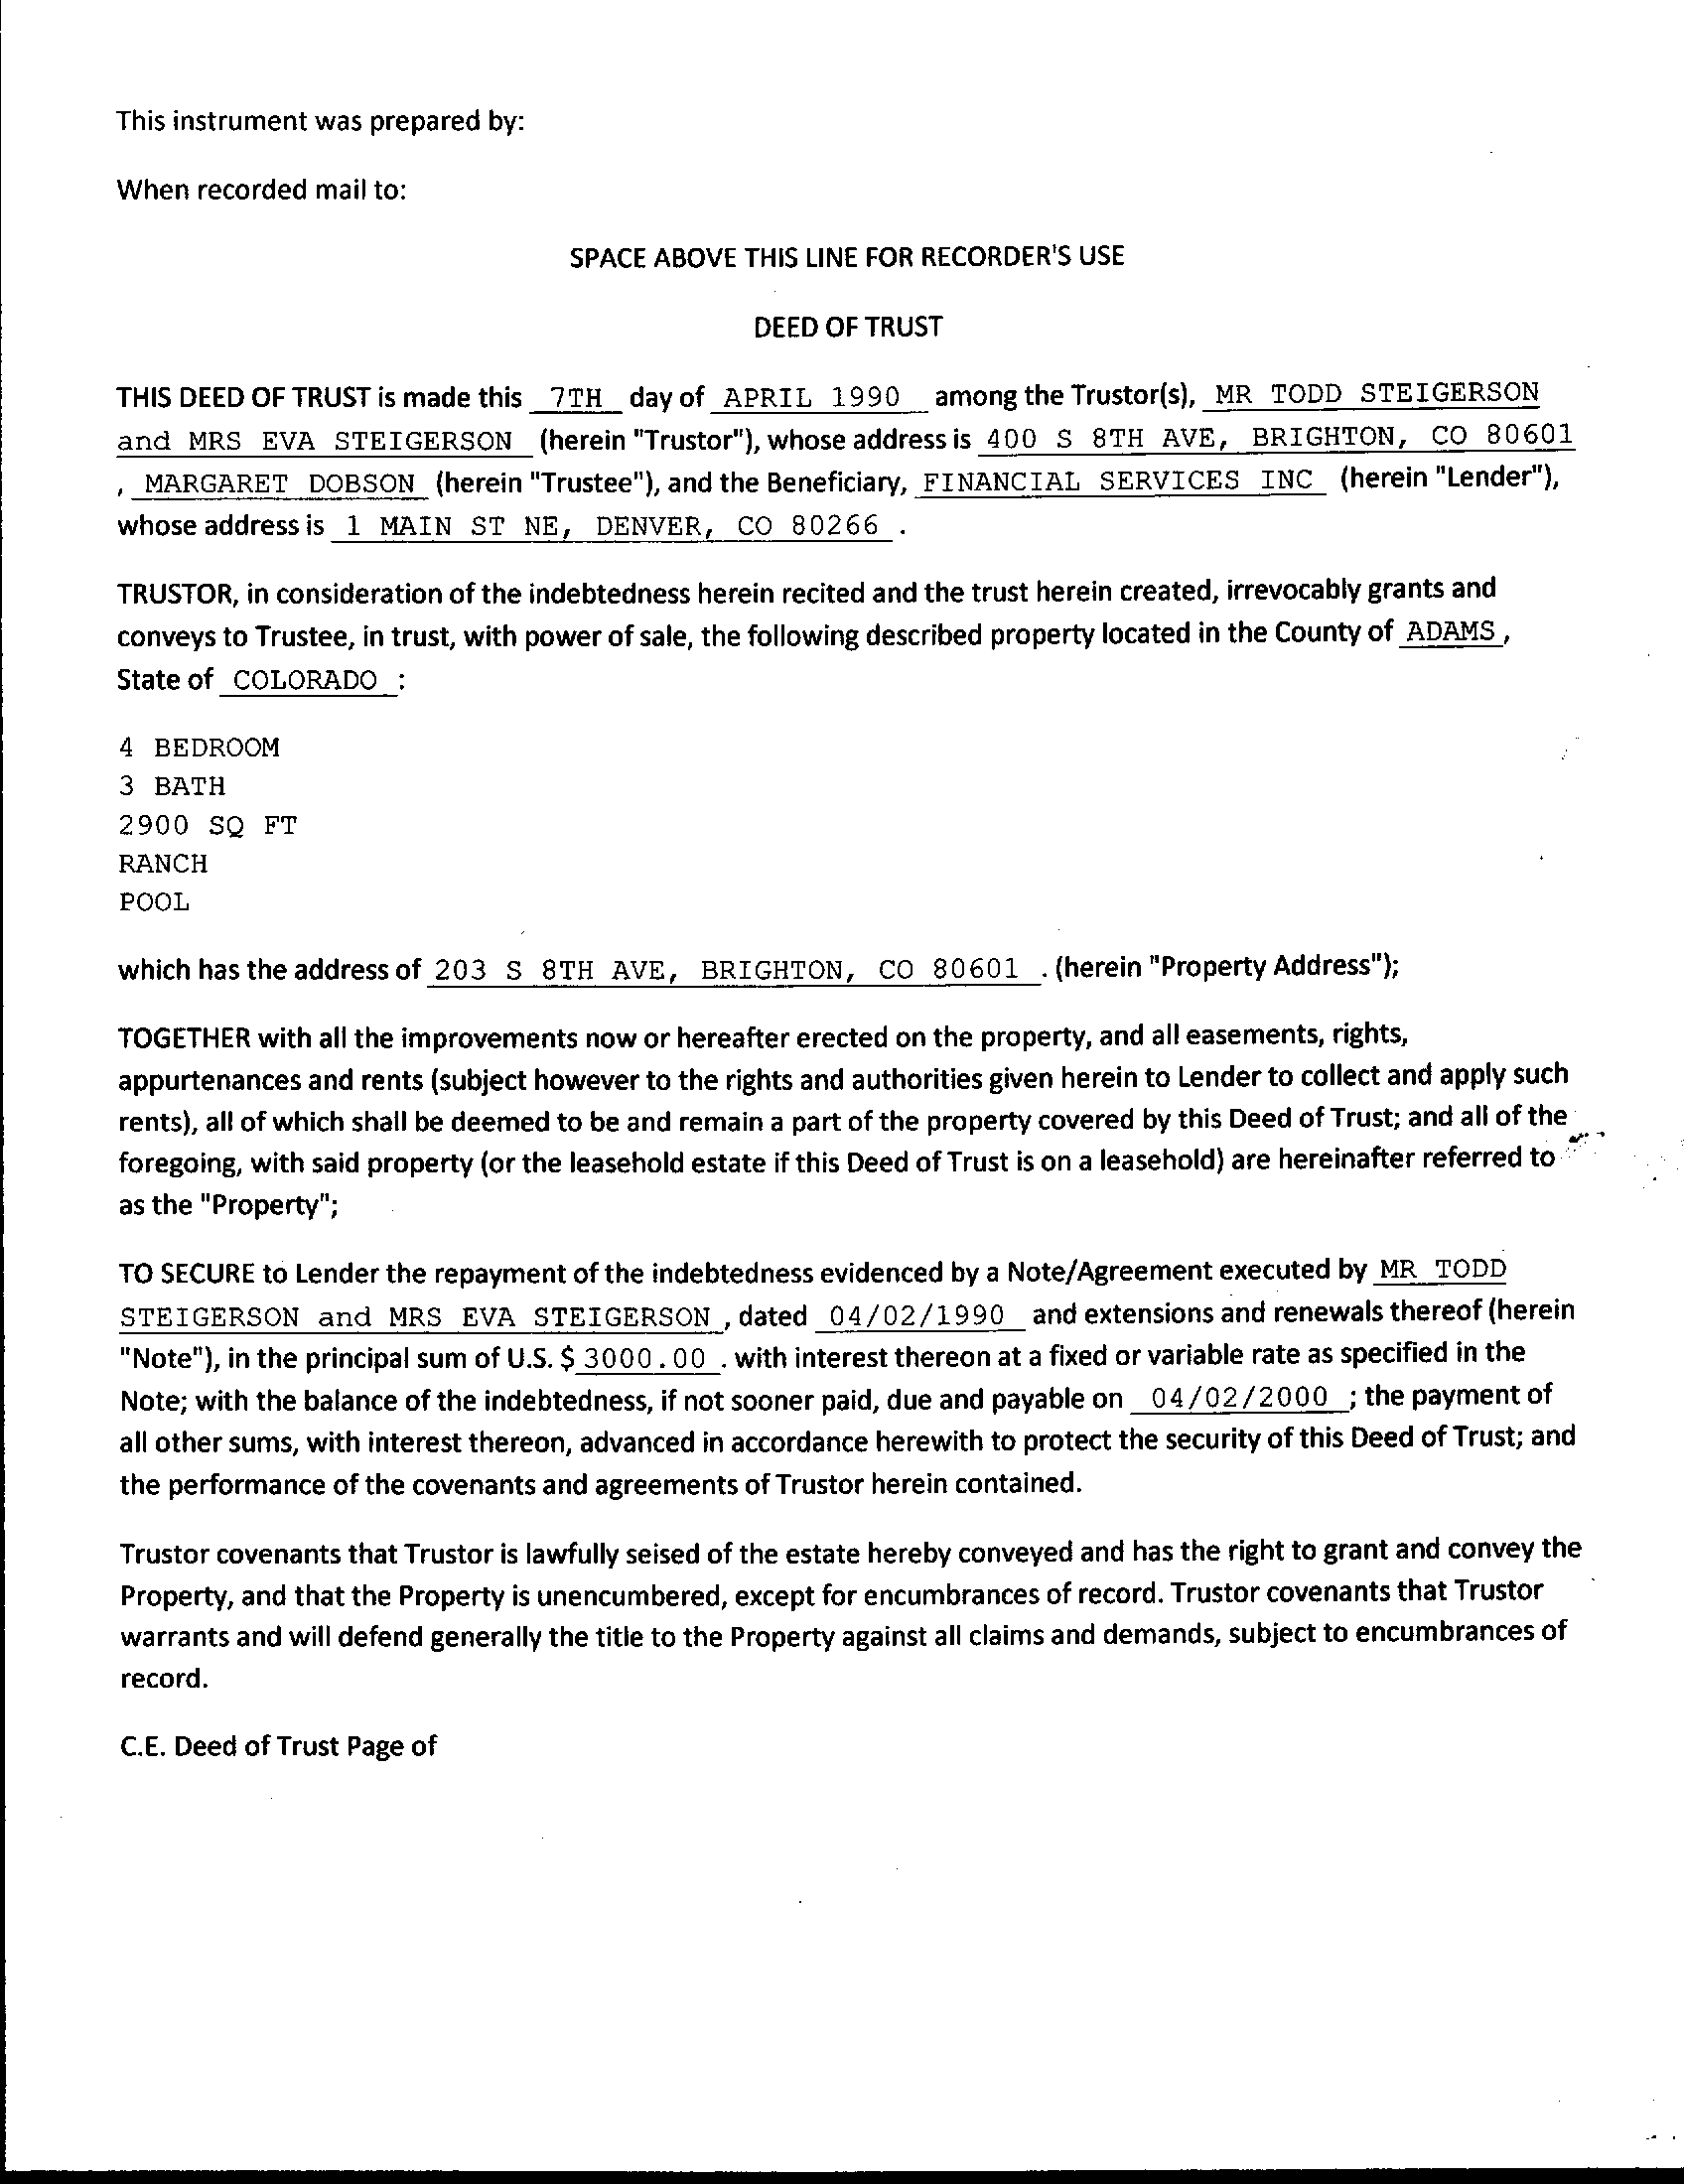 This instrument was prepared by:
When recorded mail to:
SPACE ABOVE THIS LINE FOR RECORDER'S USE
DEED OF TRUST
THIS DEED OF TRUST is made this 7TH day of APRIL 1990 among the Trustor(s), MR TODD STEIGERSON
and MRS EVA STEIGERSON (herein "Trustor"), whose address is 400 S 8TH AVE, BRIGHTON, CO 80601
, MARGARET DOBSON (herein "Trustee"), and the Beneficiary, FINANCIAL SERVICES INC (herein "Lender"),
whose address is 1 MAIN ST NE, DENVER, CO 80266 .
TRUSTOR, in consideration of the indebtedness herein recited and the trust herein created, irrevocably grants and
conveys to Trustee, in trust, with power of sale, the following described property located in the County of ADAMS ,
State of COLORADO :
4 BEDROOM
3 BATH
2900 SQ FT
RANCH
POOL
which has the address of 203 S 8TH AVE, BRIGHTON, CO 80601 . (herein "Property Address");
TOGETHER with all the improvements now or hereafter erected on the property, and all easements, rights,
appurtenances and rents (subject however to the rights and authorities given herein to Lender to collect and apply such
rents), all of which shall be deemed to be and remain a part of the property covered by this Deed of Trust; and all of the
foregoing, with said property (or the leasehold estate if this Deed of Trust is on a leasehold) are hereinafter referred to
as the "Property";
TO SECURE to Lender the repayment of the indebtedness evidenced by a Note/Agreement executed by MR TODD
STEIGERSON and MRS EVA STEIGERSON , dated 04/02/1990 and extensions and renewals thereof (herein
"Note"), in the principal sum of U.S. $ 3000.00 . with interest thereon at a fixed or variable rate as specified in the
Note; with the balance of the indebtedness, if not sooner paid, due and payable on 04/02/2000 ; the payment of
all other sums, with interest thereon, advanced in accordance herewith to protect the security of this Deed of Trust; and
the performance of the covenants and agreements of Trustor herein contained.
Trustor covenants that Trustor is lawfully seised of the estate hereby conveyed and has the right to grant and convey the
Property, and that the Property is unencumbered, except for encumbrances of record. Trustor covenants that Trustor
warrants and will defend generally the title to the Property against all claims and demands, subject to encumbrances of
record.
C.E. Deed of Trust Page of